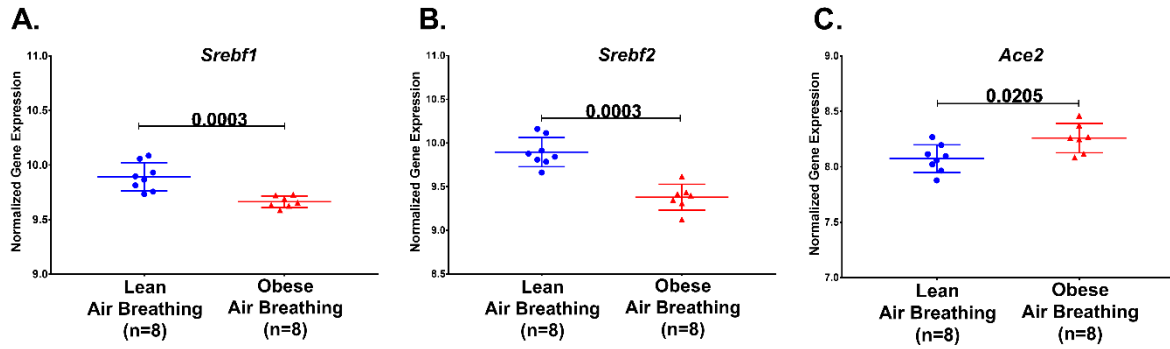 A.
Srebf1
Normalized Gene Expression
11.0
10.5
10.0
9.5
9.0
0.0003
Lean
Air Breathing
(n=8)
Obese
Air Breathing
(n=8)
B.
Srebf2
Normalized Gene Expression
11.0
10.5
10.0
9.5
9.0
8.5
0.0003
Lean
Air Breathing
(n=8)
Obese
Air Breathing
(n=8)
C.
Ace2
Normalized Gene Expression
9.0
8.5
8.0
7.5
7.0
0.0205
Lean
Air Breathing
(n=8)
Obese
Air Breathing
(n=8)